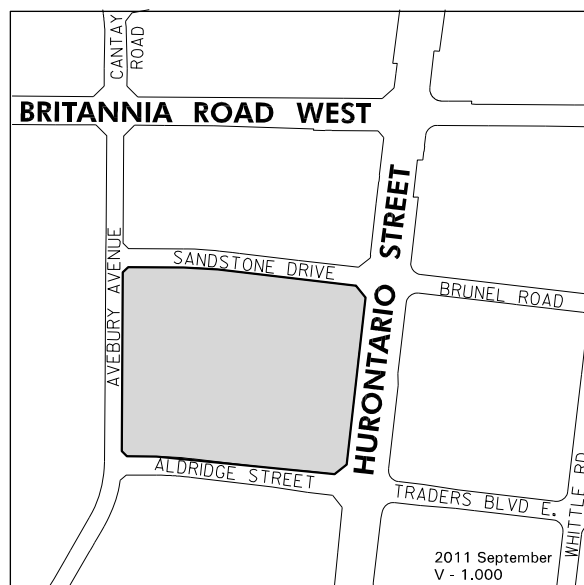 CANTAY
ROAD
BRITANNIA ROAD WEST
HURONTARIO STREET
AVEBURY AVENUE
SANDSTONE DRIVE
BRUNEL ROAD
ALDRIDGE STREET
TRADERS BLVD E.
WHITTLE RD
2011 September
V - 1.000